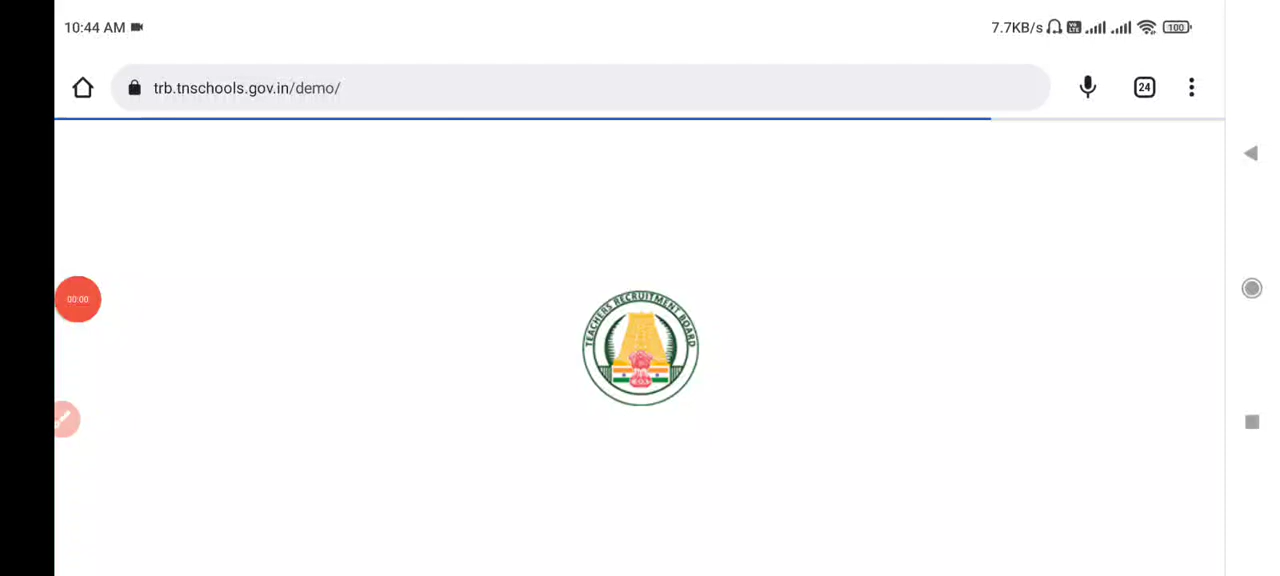 10:44 AM
7.7KB/s
100
trb.tnschools.gov.in/demo/
24
00:00
TEACHERS RECRUITMENT BOARD